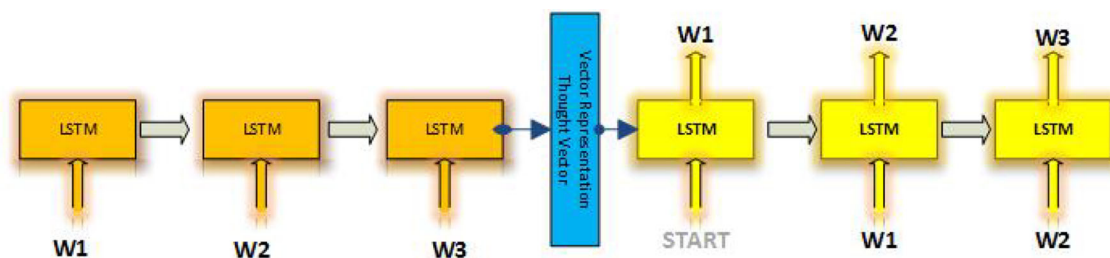 W1 W2 W3
LSTM LSTM LSTM LSTM LSTM LSTM
Vector Representation
Thought Vector
W1 W2 W3 START W1 W2